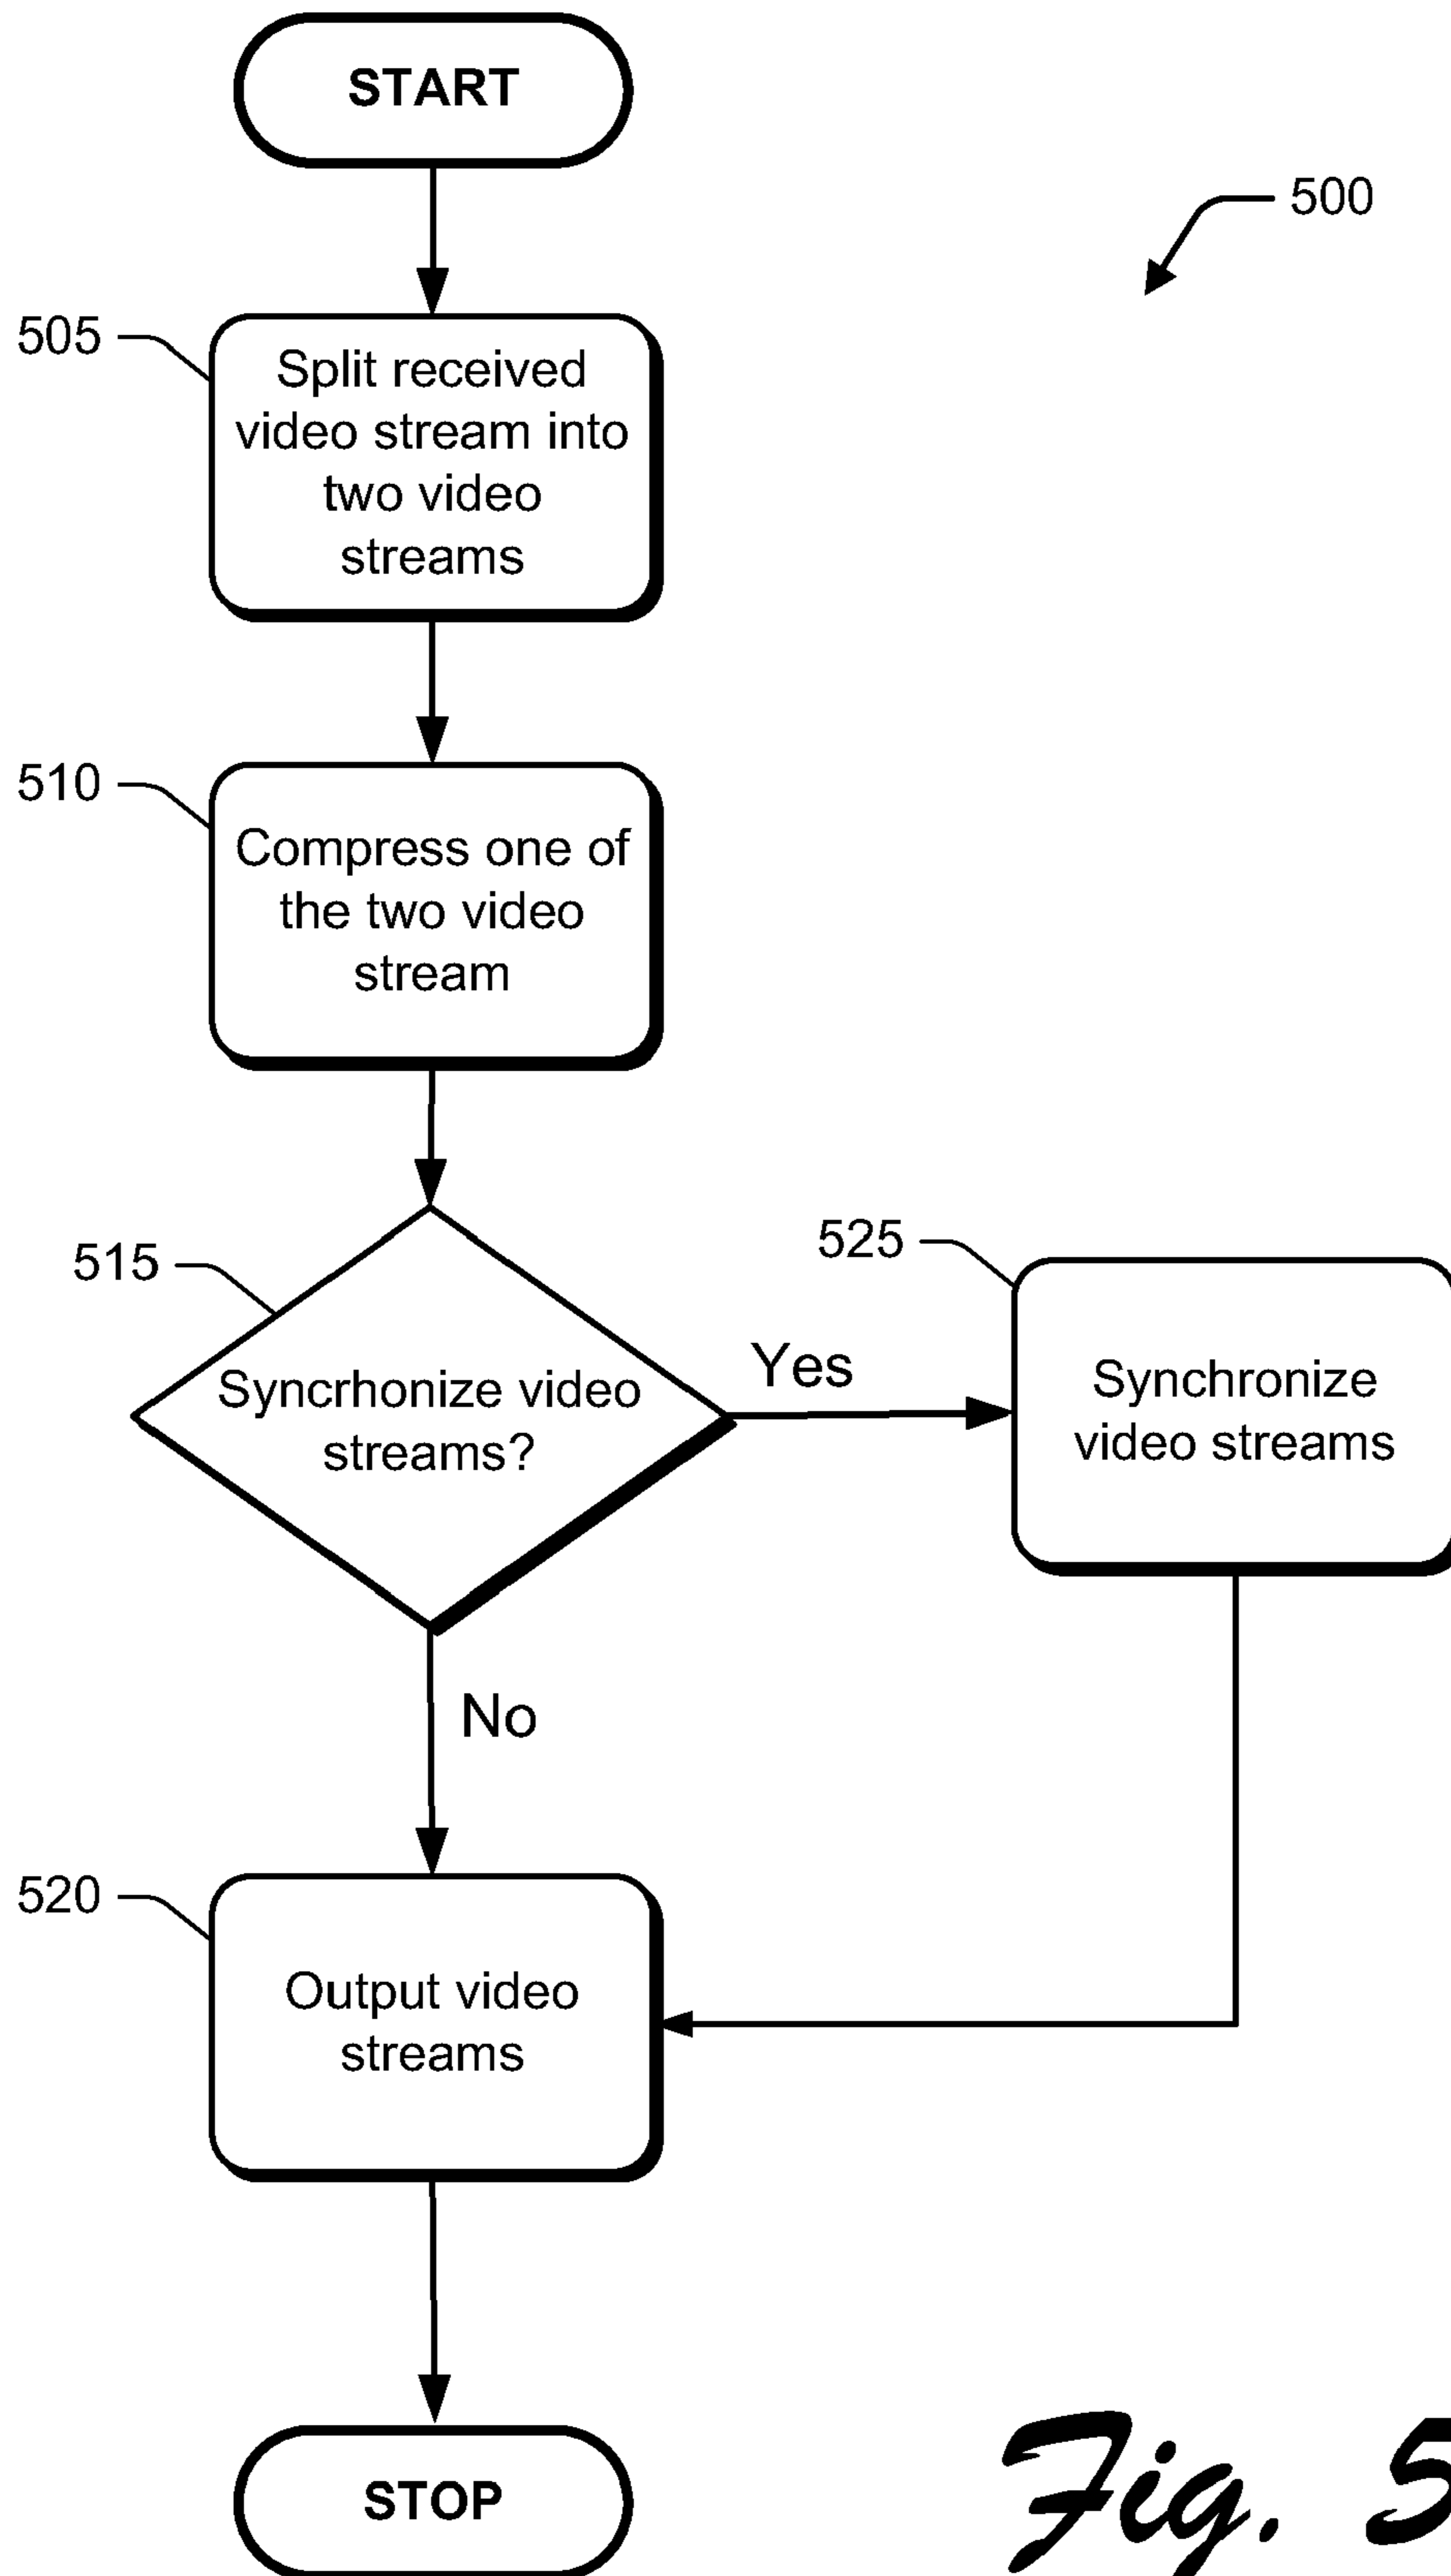 START
500
505
Split received
video stream into
two video
streams
510
Compress one of
the two video
stream
515
Syncrhonize video
streams?
Yes
525
Synchronize
video streams
No
520
Output video
streams
STOP
Fig. 5